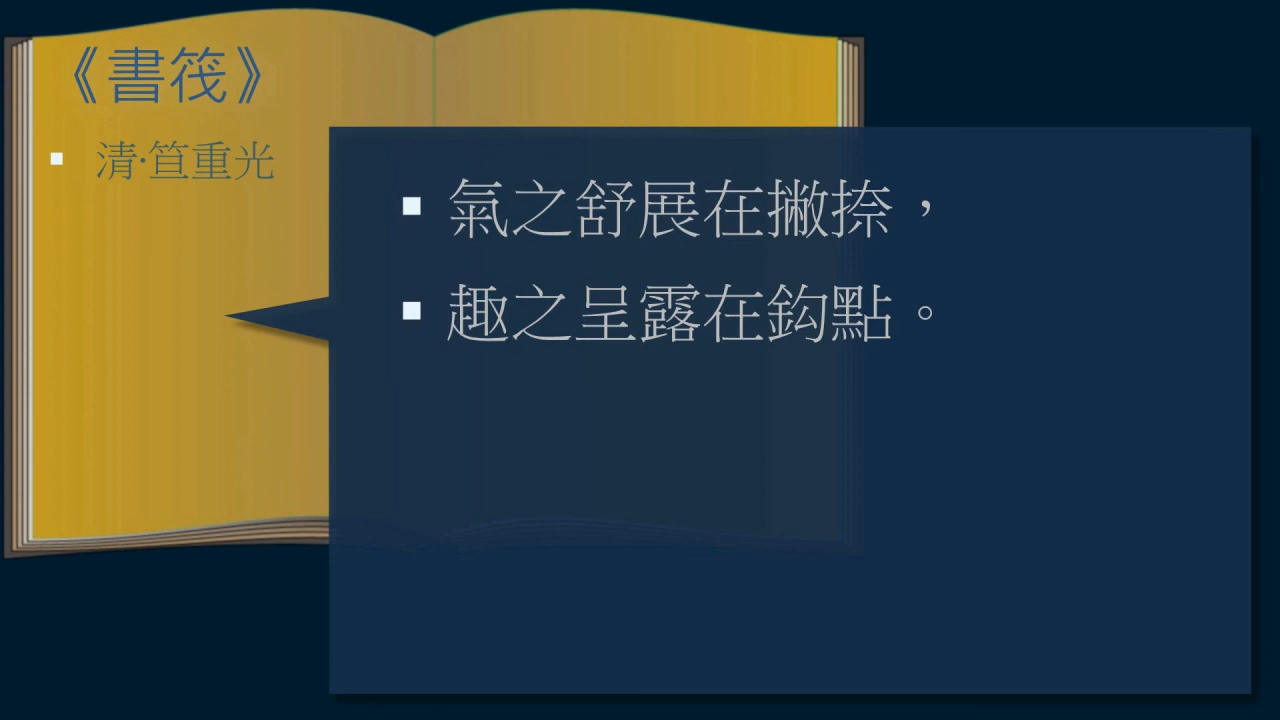 《書筏》
清·笪重光
氣之舒展在撇捺，
趣之呈露在鈎點。